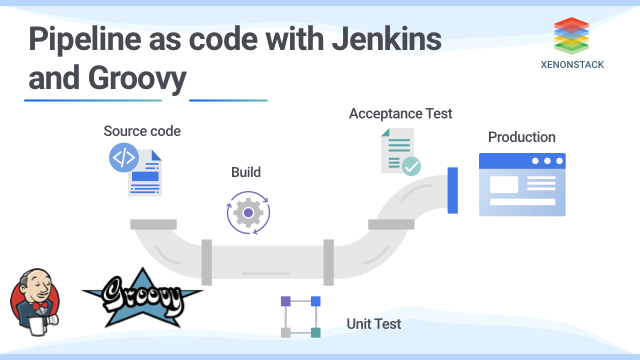 Pipeline as code with Jenkins
and Groovy
XENONSTACK
Acceptance Test
Source code
Production
Build
Groovy
Unit Test